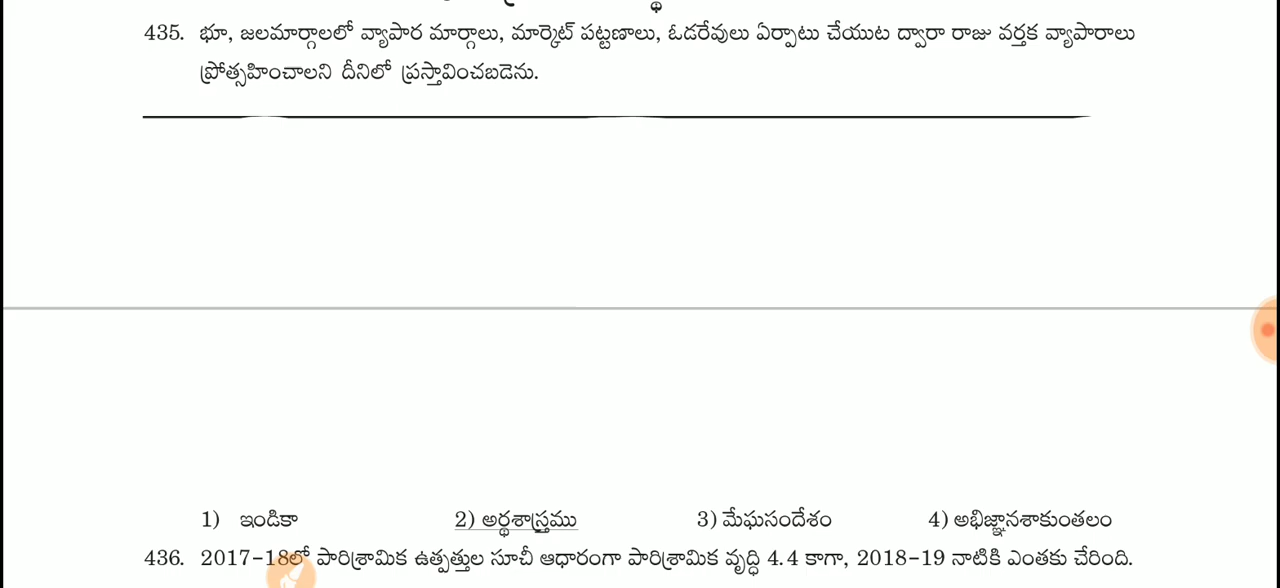 435. భూ, జలమార్గాలలో వ్యాపార మార్గాలు, మార్కెట్ పట్టణాలు, ఓడరేవులు ఏర్పాటు చేయుట ద్వారా రాజు వర్తక వ్యాపారాలు
ప్రోత్సహించాలని దీనిలో ప్రస్తావించబడెను.
1) ఇండికా 2) అర్థశాస్త్రము 3) మేఘసందేశం 4) అభిజ్ఞానశాకుంతలం
436. 2017-18లో పారిశ్రామిక ఉత్పత్తుల సూచీ ఆధారంగా పారిశ్రామిక వృద్ధి 4.4 కాగా, 2018-19 నాటికి ఎంతకు చేరింది.